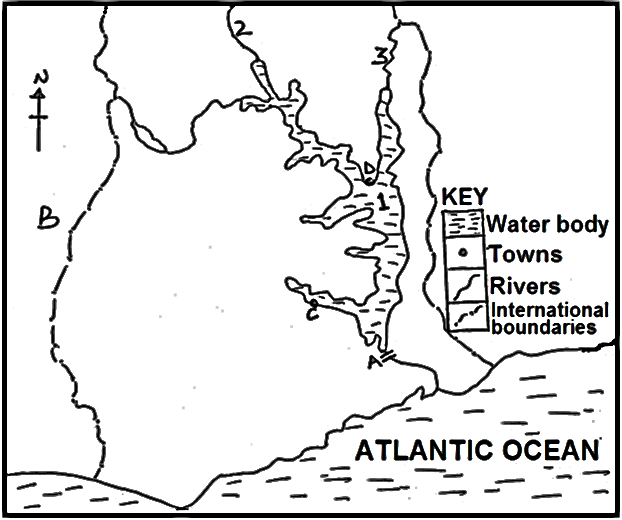 2
3
N
B
D
1
C
A
KEY
Water body
Towns
Rivers
International
boundaries
ATLANTIC OCEAN